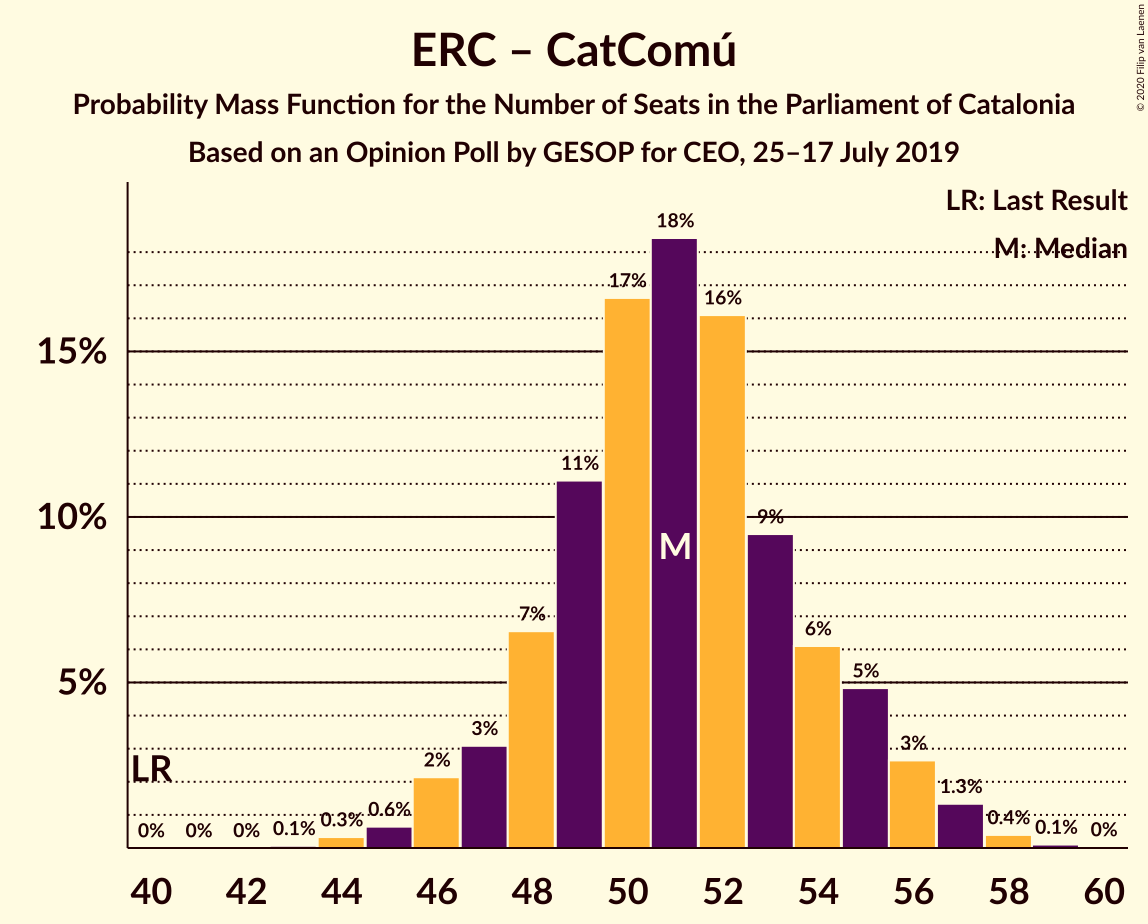 ERC – CatComú
Probability Mass Function for the Number of Seats in the Parliament of Catalonia
Based on an Opinion Poll by GESOP for CEO, 25–17 July 2019
© 2020 Filip van Laenen
LR: Last Result
M: Median
15%
10%
5%
LR
0%
0%
0%
0.1%
0.3%
0.6%
2%
3%
7%
11%
17%
18%
M
16%
9%
6%
5%
3%
1.3%
0.4%
0.1%
0%
40 42 44 46 48 50 52 54 56 58 60